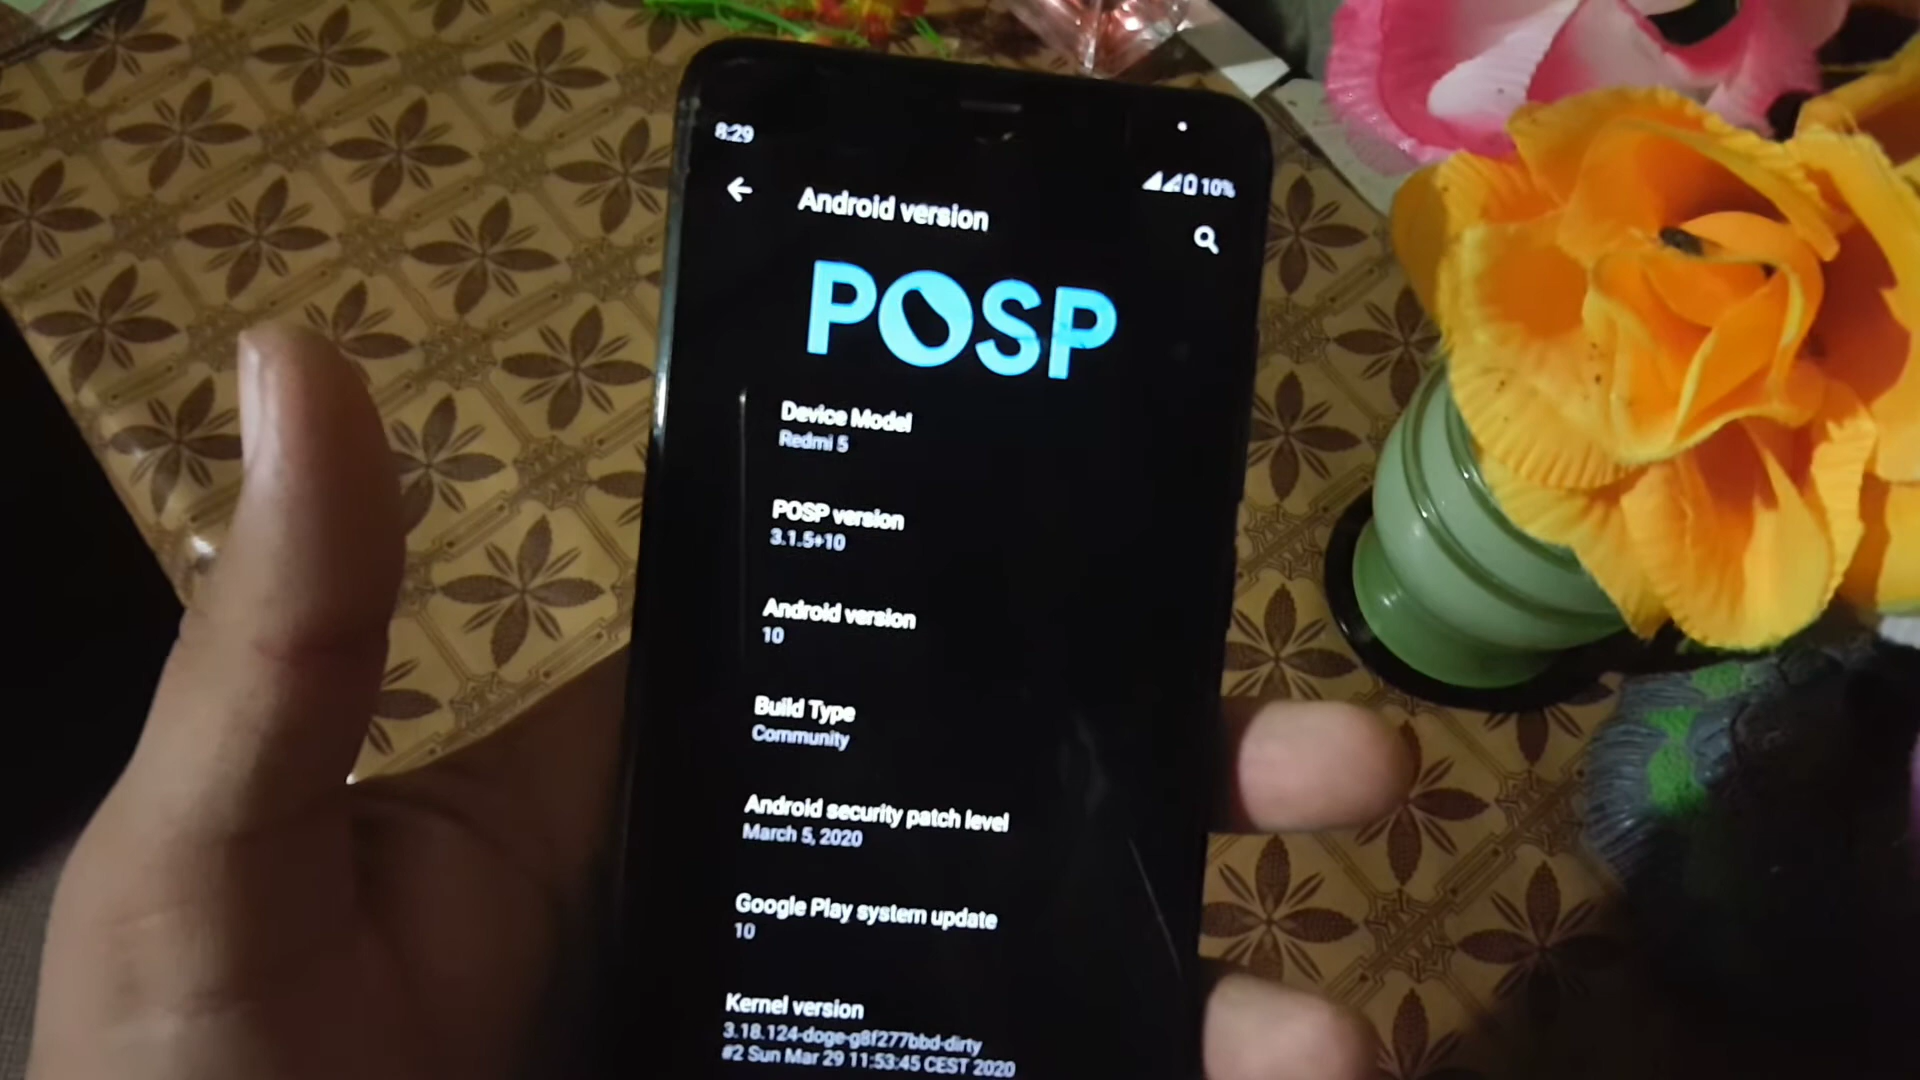 8:29
10%
Android version
POSP
Device Model
Redmi 5
POSP version
3.1.5+10
Android version
10
Build Type
Community
Android security patch level
March 5, 2020
Google Play system update
10
Kernel version
3.18.124-doge-g8f277bbd-dirty
#2 Sun Mar 29 11:53:45 CEST 2020